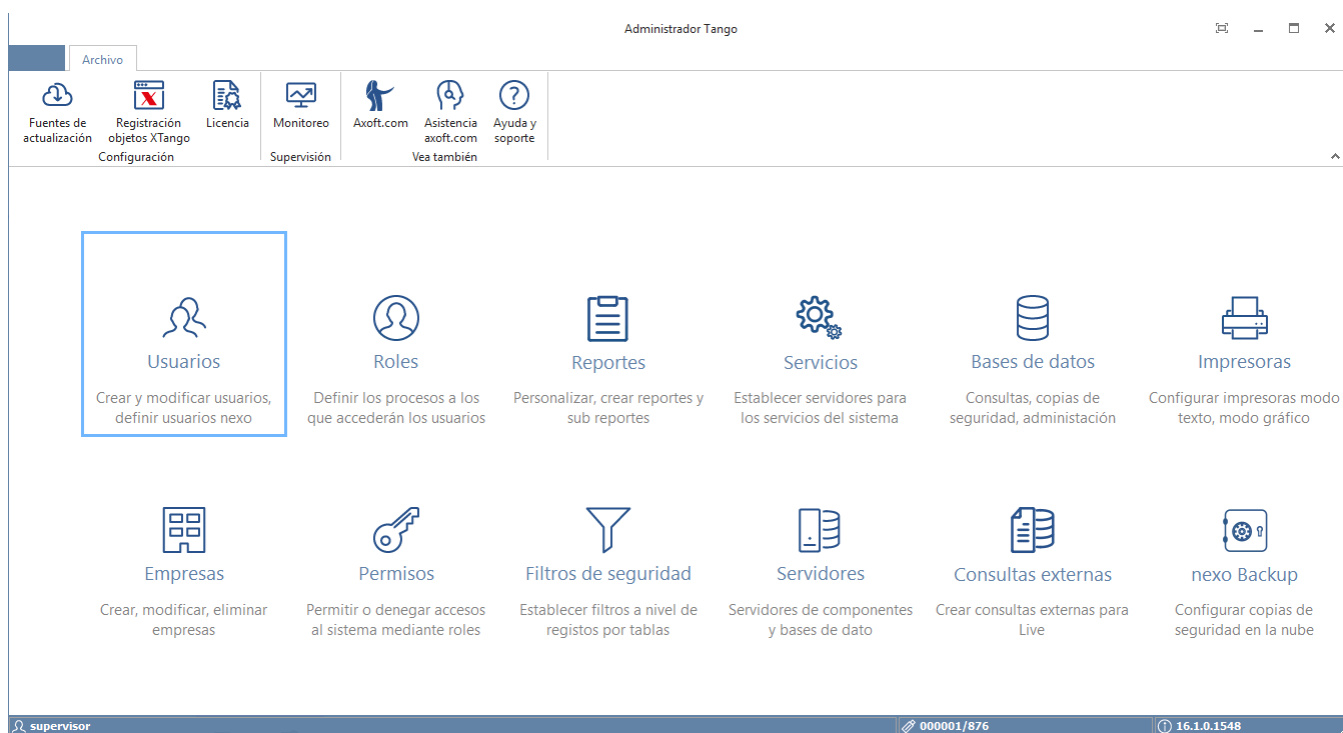 Administrador Tango
Archivo
Fuentes de actualización
Registración objetos XTango
Licencia
Monitoreo
Axoft.com
Asistencia axoft.com
Ayuda y soporte
Configuración
Supervisión
Vea también
Usuarios
Crear y modificar usuarios,
definir usuarios nexo
Roles
Definir los procesos a los
que accederán los usuarios
Reportes
Personalizar, crear reportes y
sub reportes
Servicios
Establecer servidores para
los servicios del sistema
Bases de datos
Consultas, copias de
seguridad, administación
Impresoras
Configurar impresoras modo
texto, modo gráfico
Empresas
Crear, modificar, eliminar
empresas
Permisos
Permitir o denegar accesos
al sistema mediante roles
Filtros de seguridad
Establecer filtros a nivel de
registos por tablas
Servidores
Servidores de componentes
y bases de dato
Consultas externas
Crear consultas externas para
Live
nexo Backup
Configurar copias de
seguridad en la nube
supervisor
000001/876
16.1.0.1548